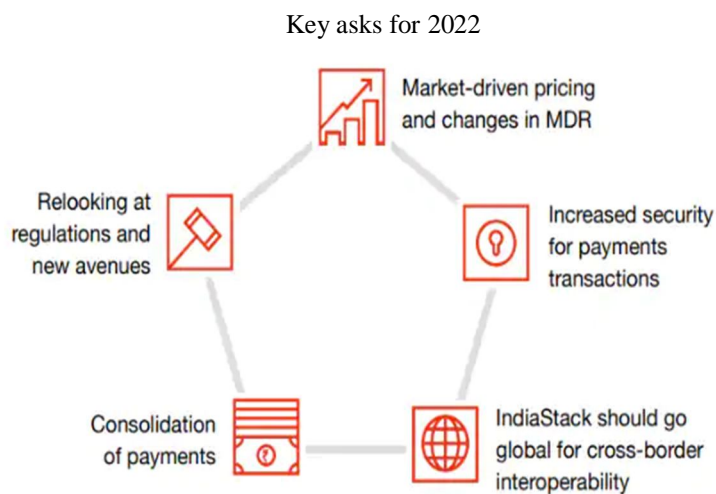 Key asks for 2022
Market-driven pricing
and changes in MDR
Increased security
for payments
transactions
IndiaStack should go
global for cross-border
interoperability
Consolidation
of payments
Relooking at
regulations and
new avenues